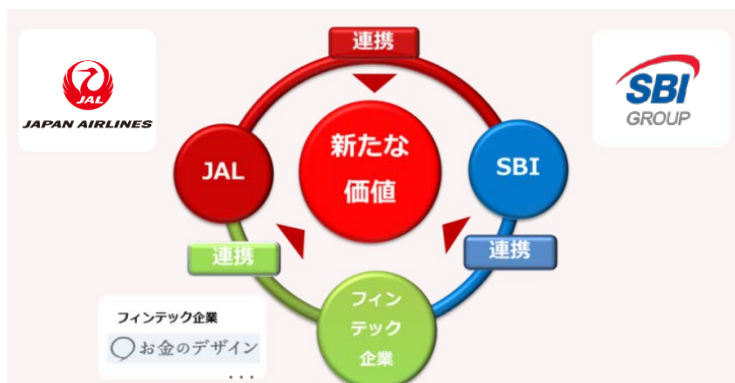 連携
JAL
JAPAN AIRLINES
SBI
GROUP
新たな
価値
JAL
SBI
連携
連携
フィン
テック
企業
フィンテック企業
お金のデザイン
...